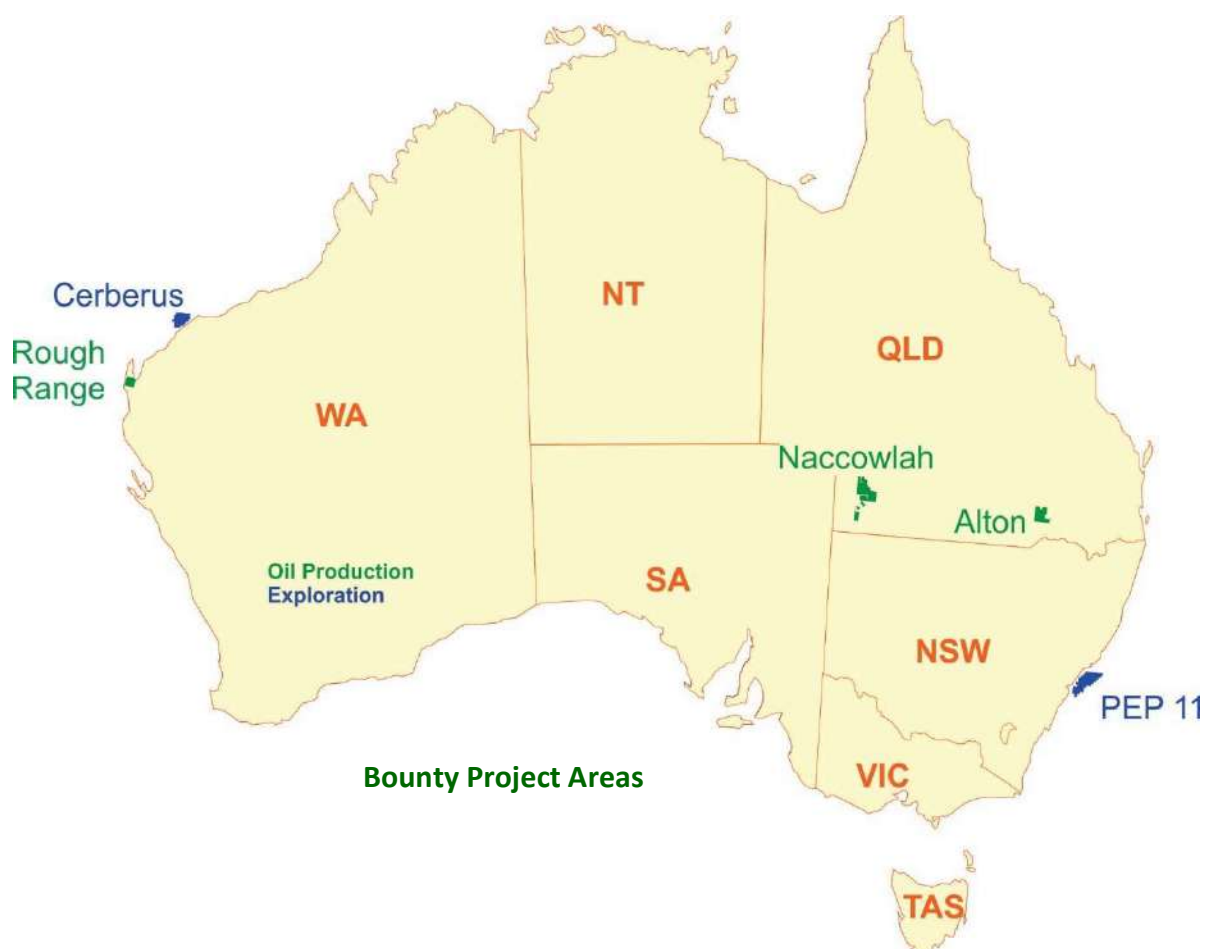 Cerberus
Rough
Range
NT
QLD
WA
Naccowlah
Alton
Oil Production
Exploration
SA
NSW
PEP 11
Bounty Project Areas
VIC
TAS